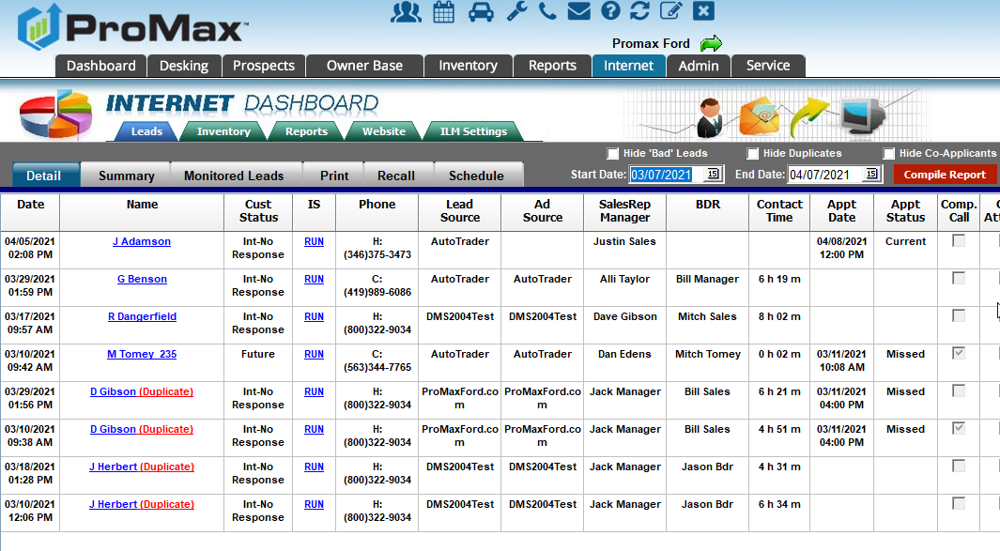 ProMax™
Promax Ford
Dashboard Desking Prospects Owner Base Inventory Reports Internet Admin Service
INTERNET DASHBOARD
Leads Inventory Reports Website ILM Settings
Hide 'Bad' Leads Hide Duplicates Hide Co-Applicants
Detail Summary Monitored Leads Print Recall Schedule
Start Date: 03/07/2021 15 End Date: 04/07/2021 15 Compile Report
Date Name Cust IS Phone Lead Ad SalesRep BDR Contact Appt Appt Comp.
Status Source Source Manager Time Date Status Call
04/05/2021 J Adamson Int-No RUN H: AutoTrader Justin Sales 04/08/2021 Current
02:08 PM Response (346)375-3473 12:00 PM
03/29/2021 G Benson Int-No RUN C: AutoTrader AutoTrader Alli Taylor Bill Manager 6 h 19 m
01:59 PM Response (419)989-6086
03/17/2021 R Dangerfield Int-No RUN H: DMS2004Test DMS2004Test Dave Gibson Mitch Sales 8 h 02 m
09:57 AM Response (800)322-9034
03/10/2021 M Tomey_235 Future RUN C: AutoTrader AutoTrader Dan Edens Mitch Tomey 0 h 02 m 03/11/2021 Missed
09:42 AM (563)344-7765 10:08 AM
03/29/2021 D Gibson (Duplicate) Int-No RUN H: ProMaxFord.co ProMaxFord.co Jack Manager Bill Sales 6 h 21 m 03/11/2021 Missed
01:56 PM Response (800)322-9034 m m 04:00 PM
03/10/2021 D Gibson (Duplicate) Int-No RUN H: ProMaxFord.co ProMaxFord.co Jack Manager Bill Sales 4 h 51 m 03/11/2021 Missed
09:38 AM Response (800)322-9034 m m 04:00 PM
03/18/2021 J Herbert (Duplicate) Int-No RUN H: DMS2004Test DMS2004Test Jack Manager Jason Bdr 4 h 31 m
01:28 PM Response (800)322-9034
03/10/2021 J Herbert (Duplicate) Int-No RUN H: DMS2004Test DMS2004Test Jack Manager Jason Bdr 6 h 34 m
12:06 PM Response (800)322-9034